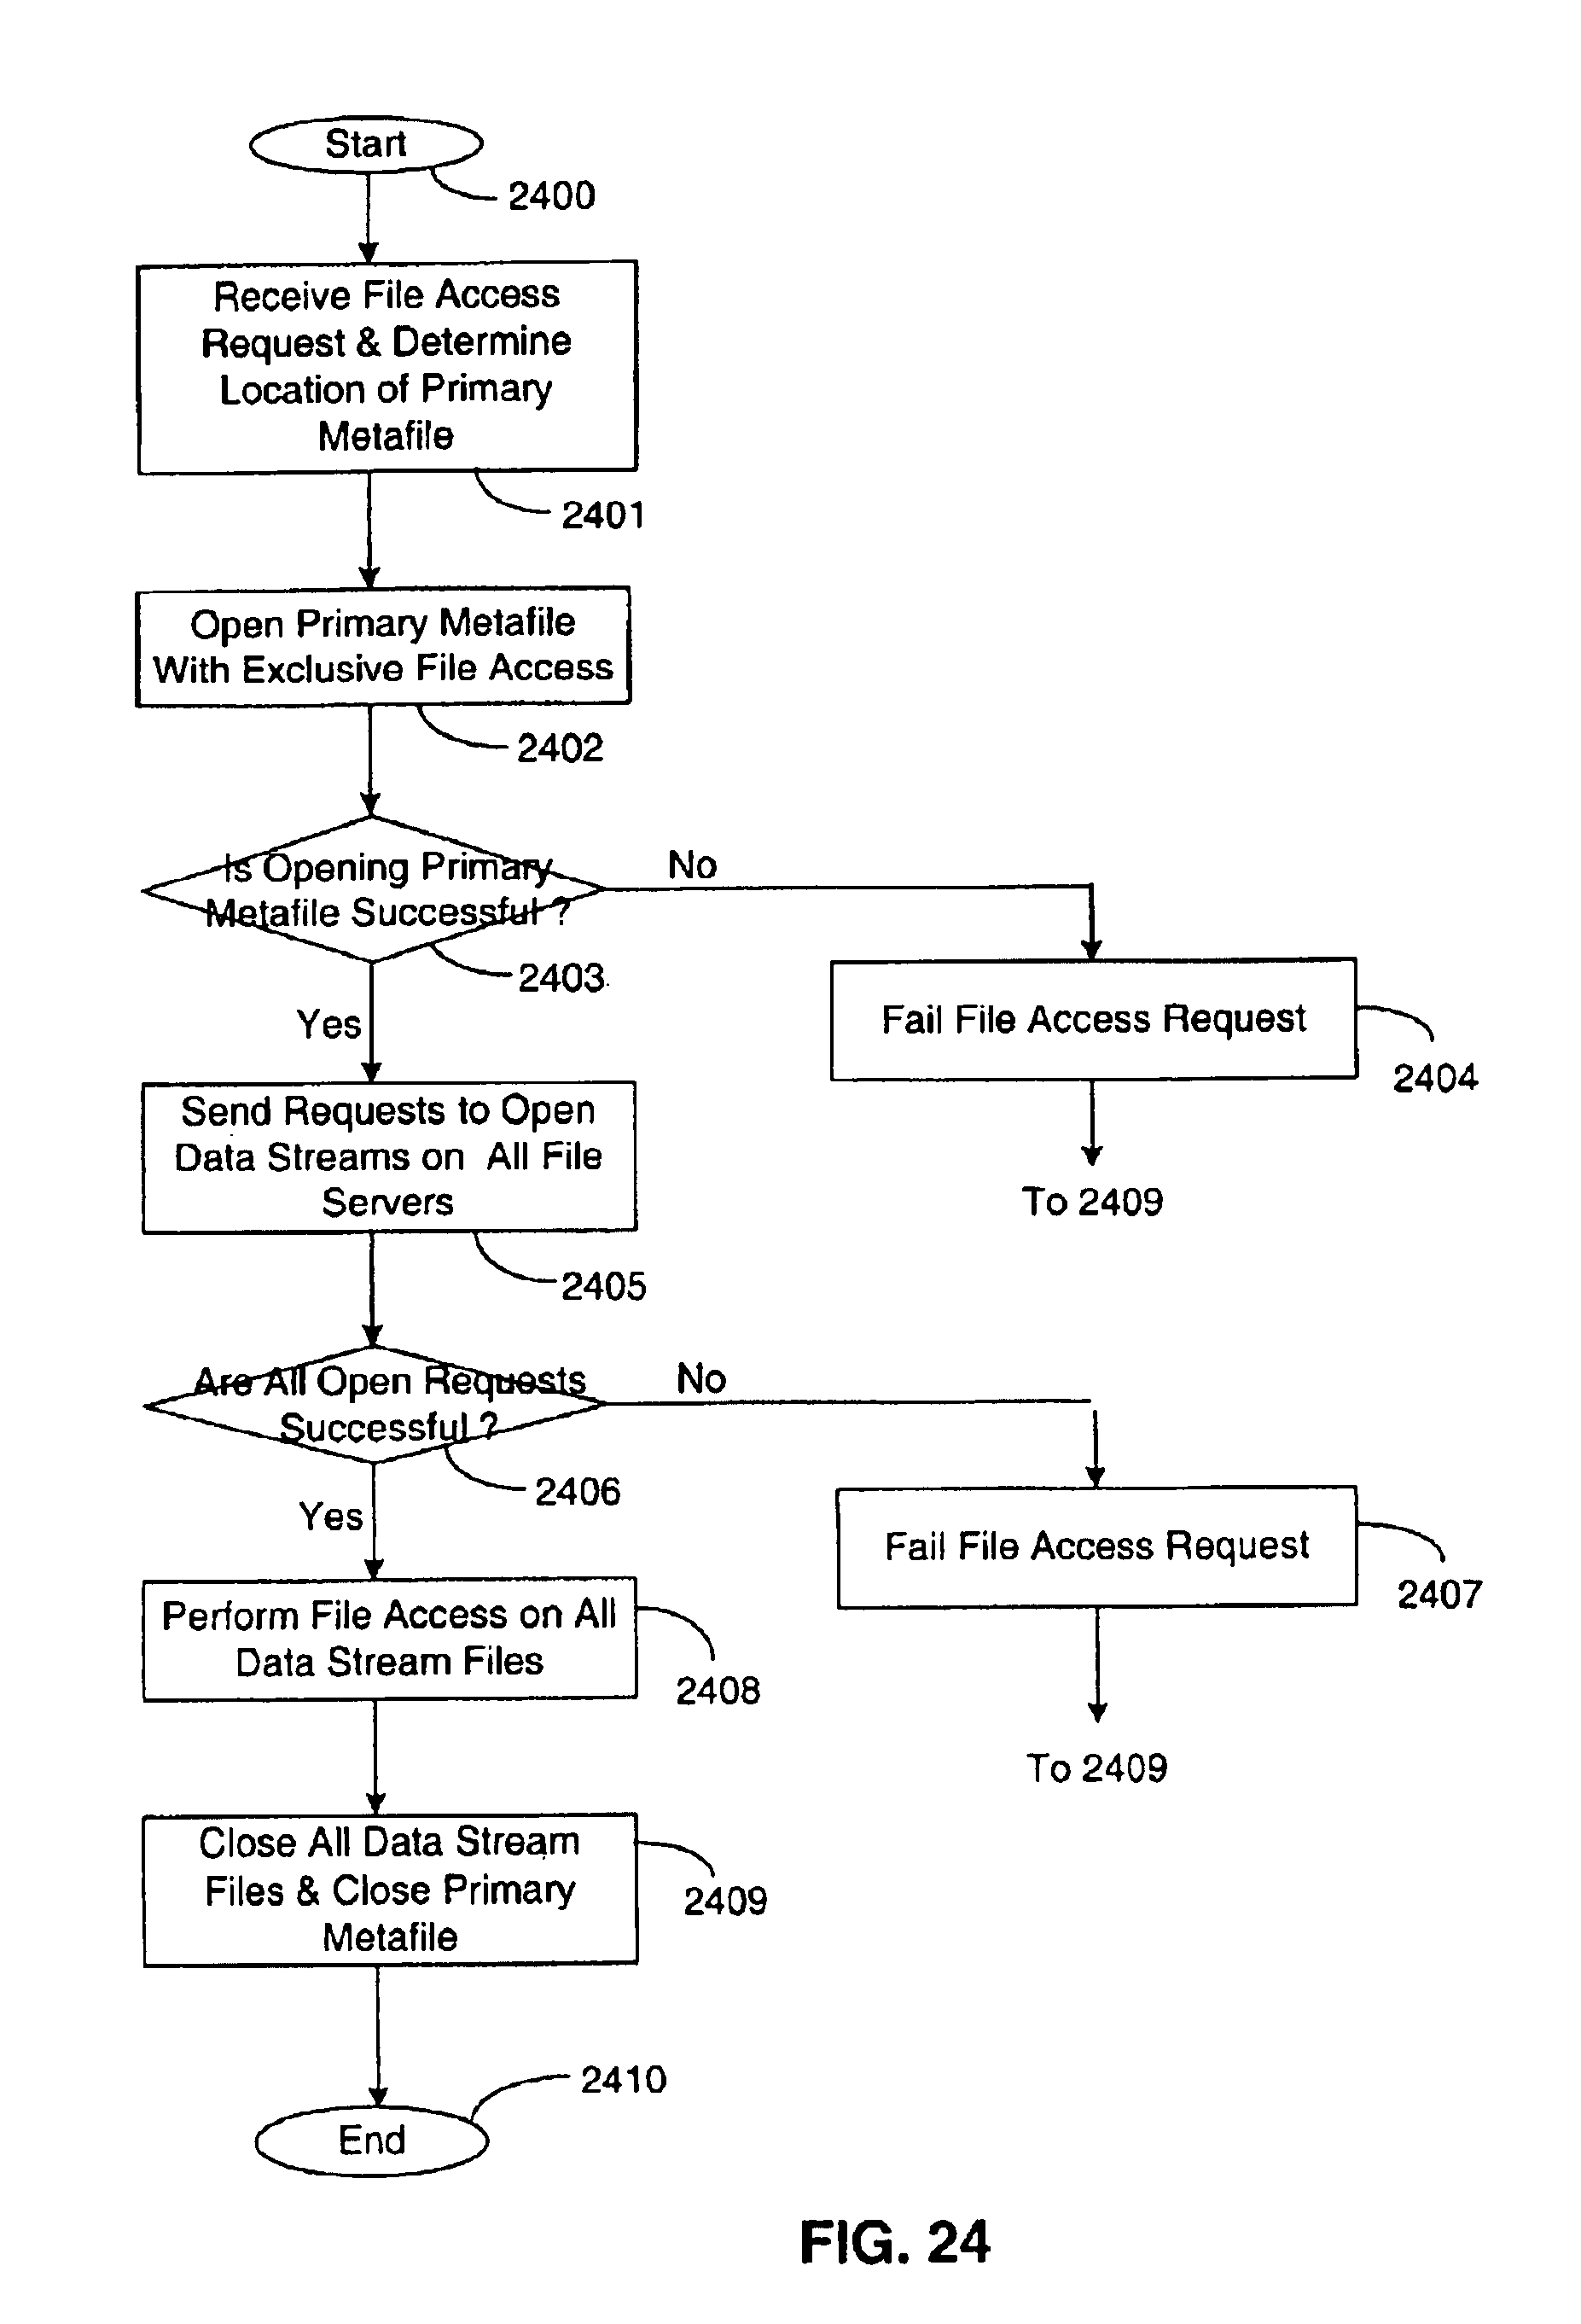 Start
2400
Receive File Access
Request & Determine
Location of Primary
Metafile
2401
Open Primary Metafile
With Exclusive File Access
2402
Is Opening Primary
Metafile Successful ?
No
2403
Yes
Fail File Access Request
2404
To 2409
Send Requests to Open
Data Streams on All File
Servers
2405
Are All Open Requests
Successful ?
No
2406
Yes
Fail File Access Request
2407
To 2409
Perform File Access on All
Data Stream Files
2408
Close All Data Stream
Files & Close Primary
Metafile
2409
2410
End
FIG. 24